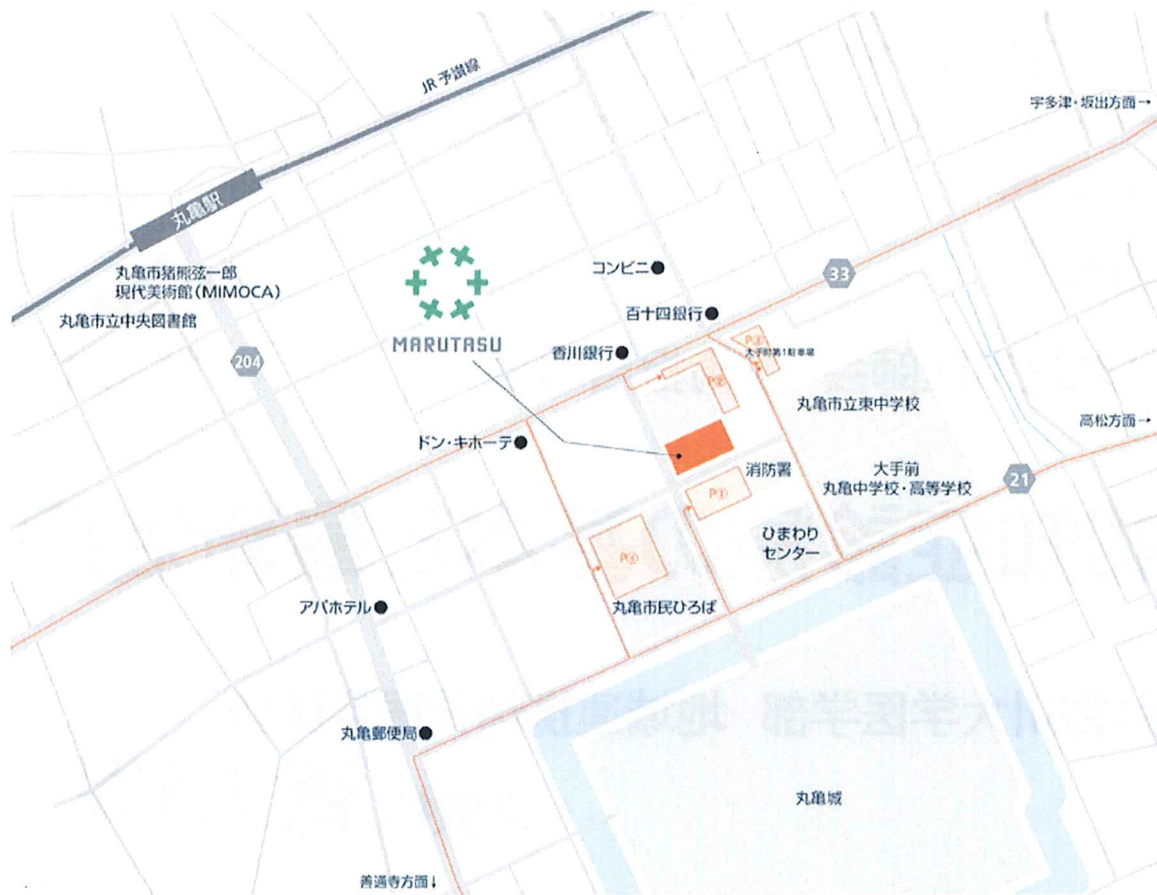 JR 予讃線
宇多津・坂出方面→
丸亀駅
丸亀市猪熊弦一郎
現代美術館(MIMOCA)
丸亀市立中央図書館
204
MARUTASU
コンビニ
33
百十四銀行
香川銀行
P③
大手町第1駐車場
P②
丸亀市立東中学校
高松方面→
ドン・キホーテ
消防署
大手前
丸亀中学校・高等学校
21
P①
ひまわり
センター
P④
丸亀市民ひろば
アパホテル
丸亀郵便局
丸亀城
善通寺方面↓